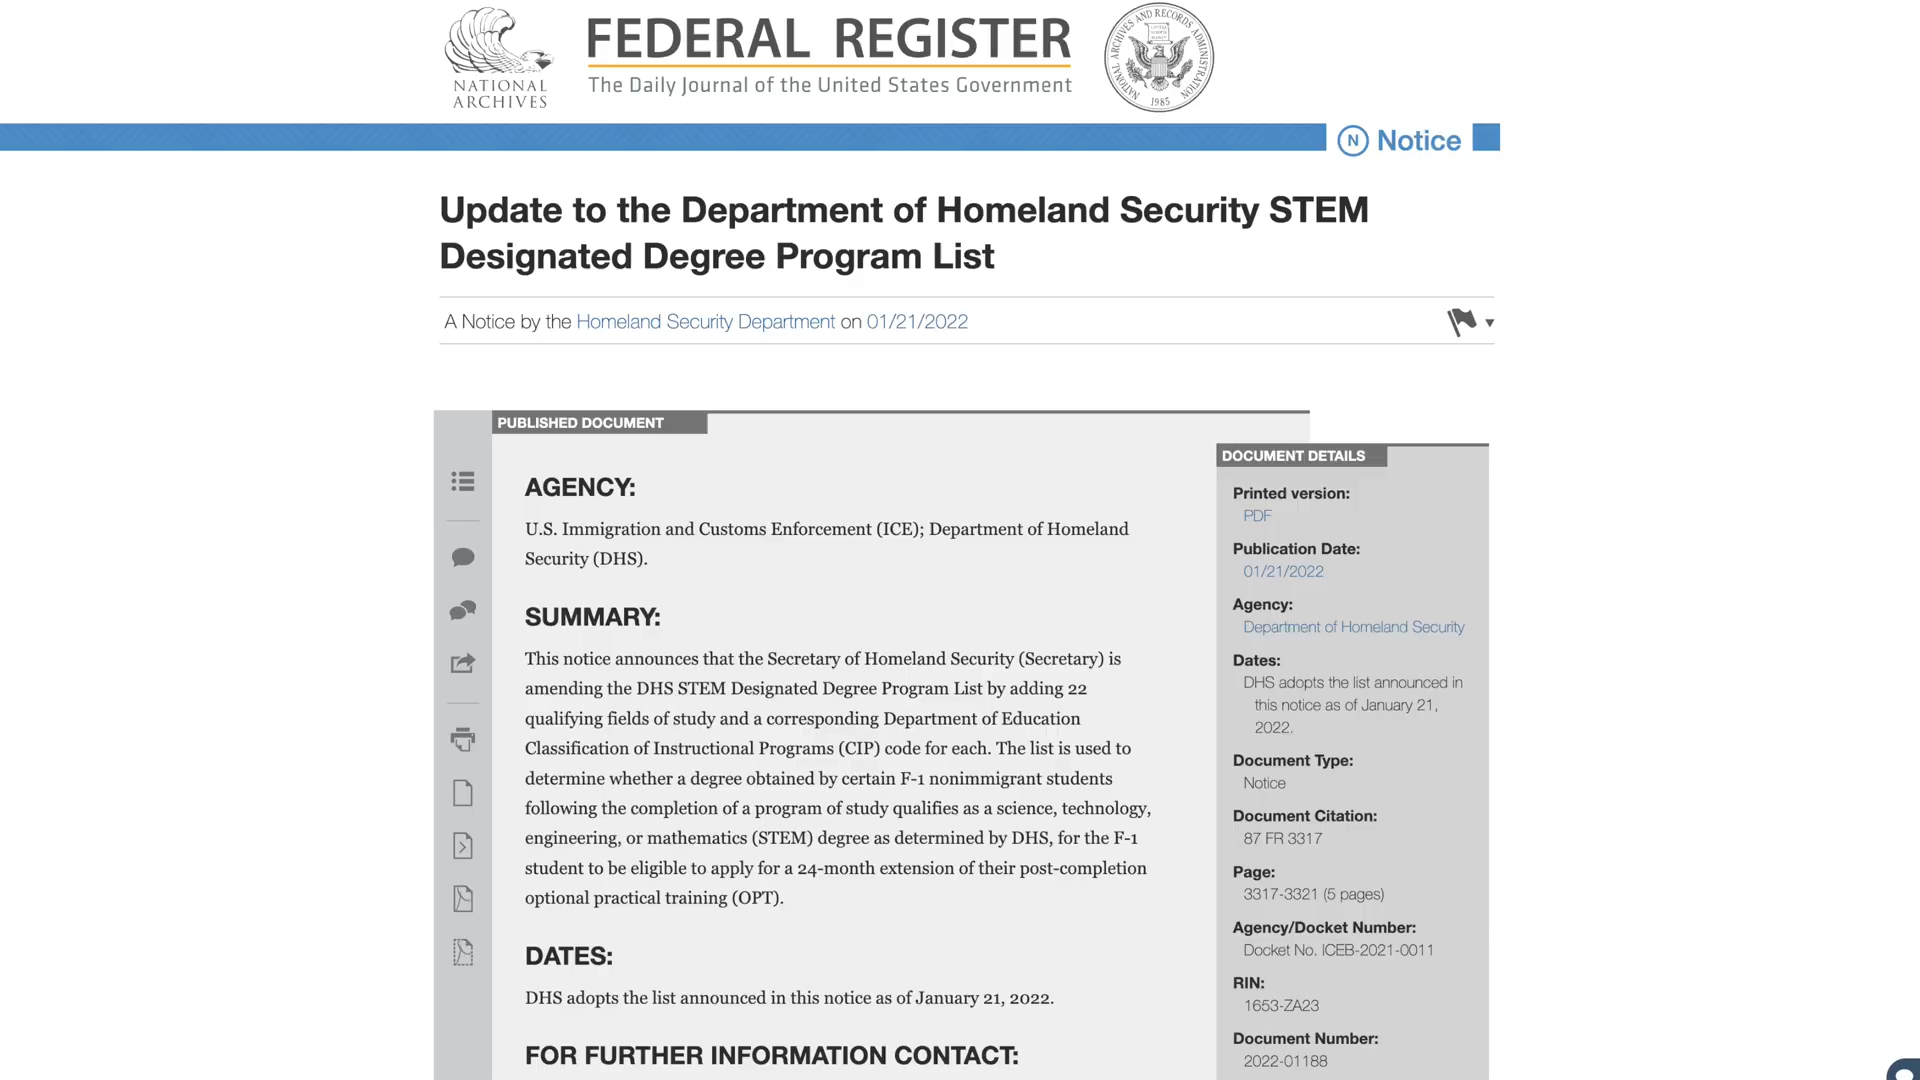 NATIONAL
ARCHIVES
FEDERAL REGISTER
The Daily Journal of the United States Government
NATIONAL ARCHIVES AND RECORDS ADMINISTRATION
1985
N Notice
Update to the Department of Homeland Security STEM
Designated Degree Program List
A Notice by the Homeland Security Department on 01/21/2022
PUBLISHED DOCUMENT
AGENCY:
U.S. Immigration and Customs Enforcement (ICE); Department of Homeland
Security (DHS).
SUMMARY:
This notice announces that the Secretary of Homeland Security (Secretary) is
amending the DHS STEM Designated Degree Program List by adding 22
qualifying fields of study and a corresponding Department of Education
Classification of Instructional Programs (CIP) code for each. The list is used to
determine whether a degree obtained by certain F-1 nonimmigrant students
following the completion of a program of study qualifies as a science, technology,
engineering, or mathematics (STEM) degree as determined by DHS, for the F-1
student to be eligible to apply for a 24-month extension of their post-completion
optional practical training (OPT).
DATES:
DHS adopts the list announced in this notice as of January 21, 2022.
FOR FURTHER INFORMATION CONTACT:
DOCUMENT DETAILS
Printed version:
PDF
Publication Date:
01/21/2022
Agency:
Department of Homeland Security
Dates:
DHS adopts the list announced in
this notice as of January 21,
2022.
Document Type:
Notice
Document Citation:
87 FR 3317
Page:
3317-3321 (5 pages)
Agency/Docket Number:
Docket No. ICEB-2021-0011
RIN:
1653-ZA23
Document Number:
2022-01188